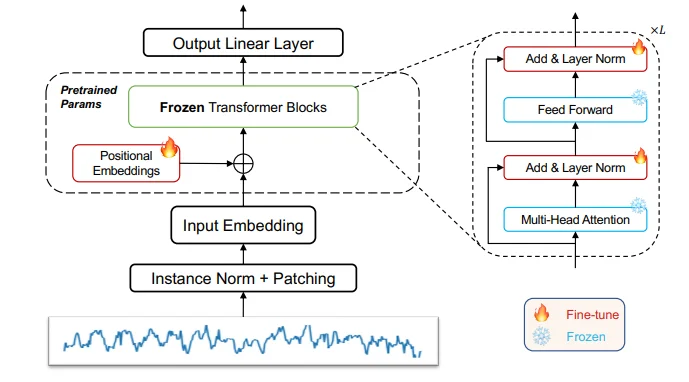 Output Linear Layer
Pretrained
Params
Frozen Transformer Blocks
Positional
Embeddings
Input Embedding
Instance Norm + Patching
×L
Add & Layer Norm
Feed Forward
Add & Layer Norm
Multi-Head Attention
Fine-tune
Frozen